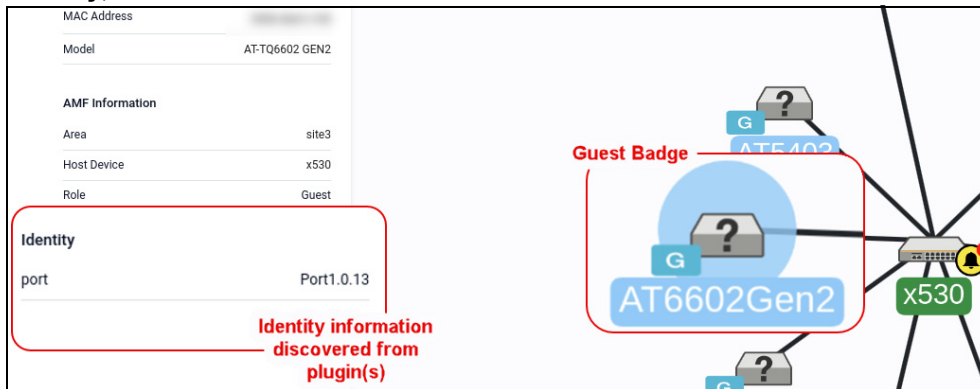 MAC Address
Model AT-TQ6602 GEN2
AMF Information
Area site3
Host Device x530
Role Guest
Identity
port Port1.0.13
Identity information
discovered from
plugin(s)
?
G
AT5403
Guest Badge
?
G
AT6602Gen2
x530
?
G